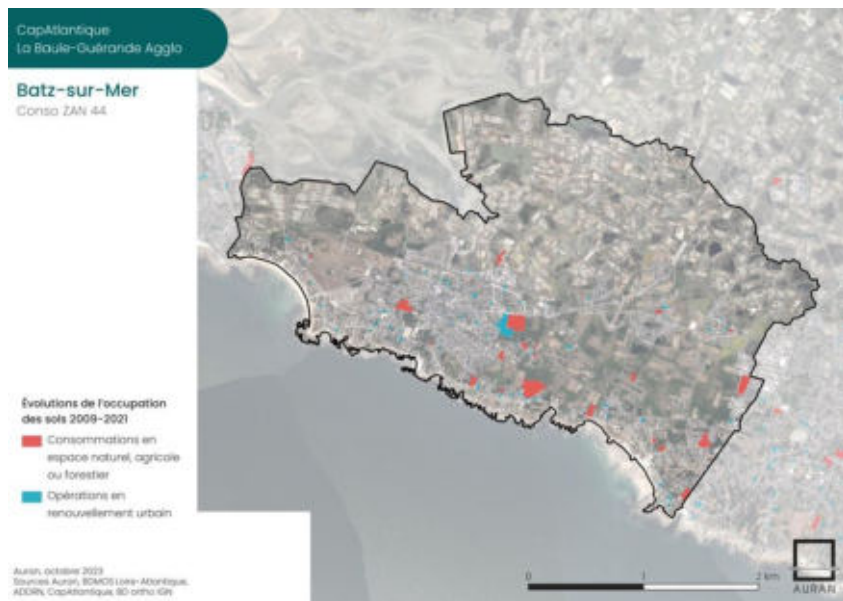 CapAtlantique
La Baule-Guérande Agglo
Batz-sur-Mer
Conso ZAN 44
Évolutions de l'occupation
des sols 2009-2021
Consommations en
espace naturel, agricole
ou forestier
Opérations en
renouvellement urbain
Auran, octobre 2023
Sources Auran, BDMOS Loire-Atlantique,
ADDRN, CapAtlantique, BD ortho IGN
0 1 2 km
AURAN